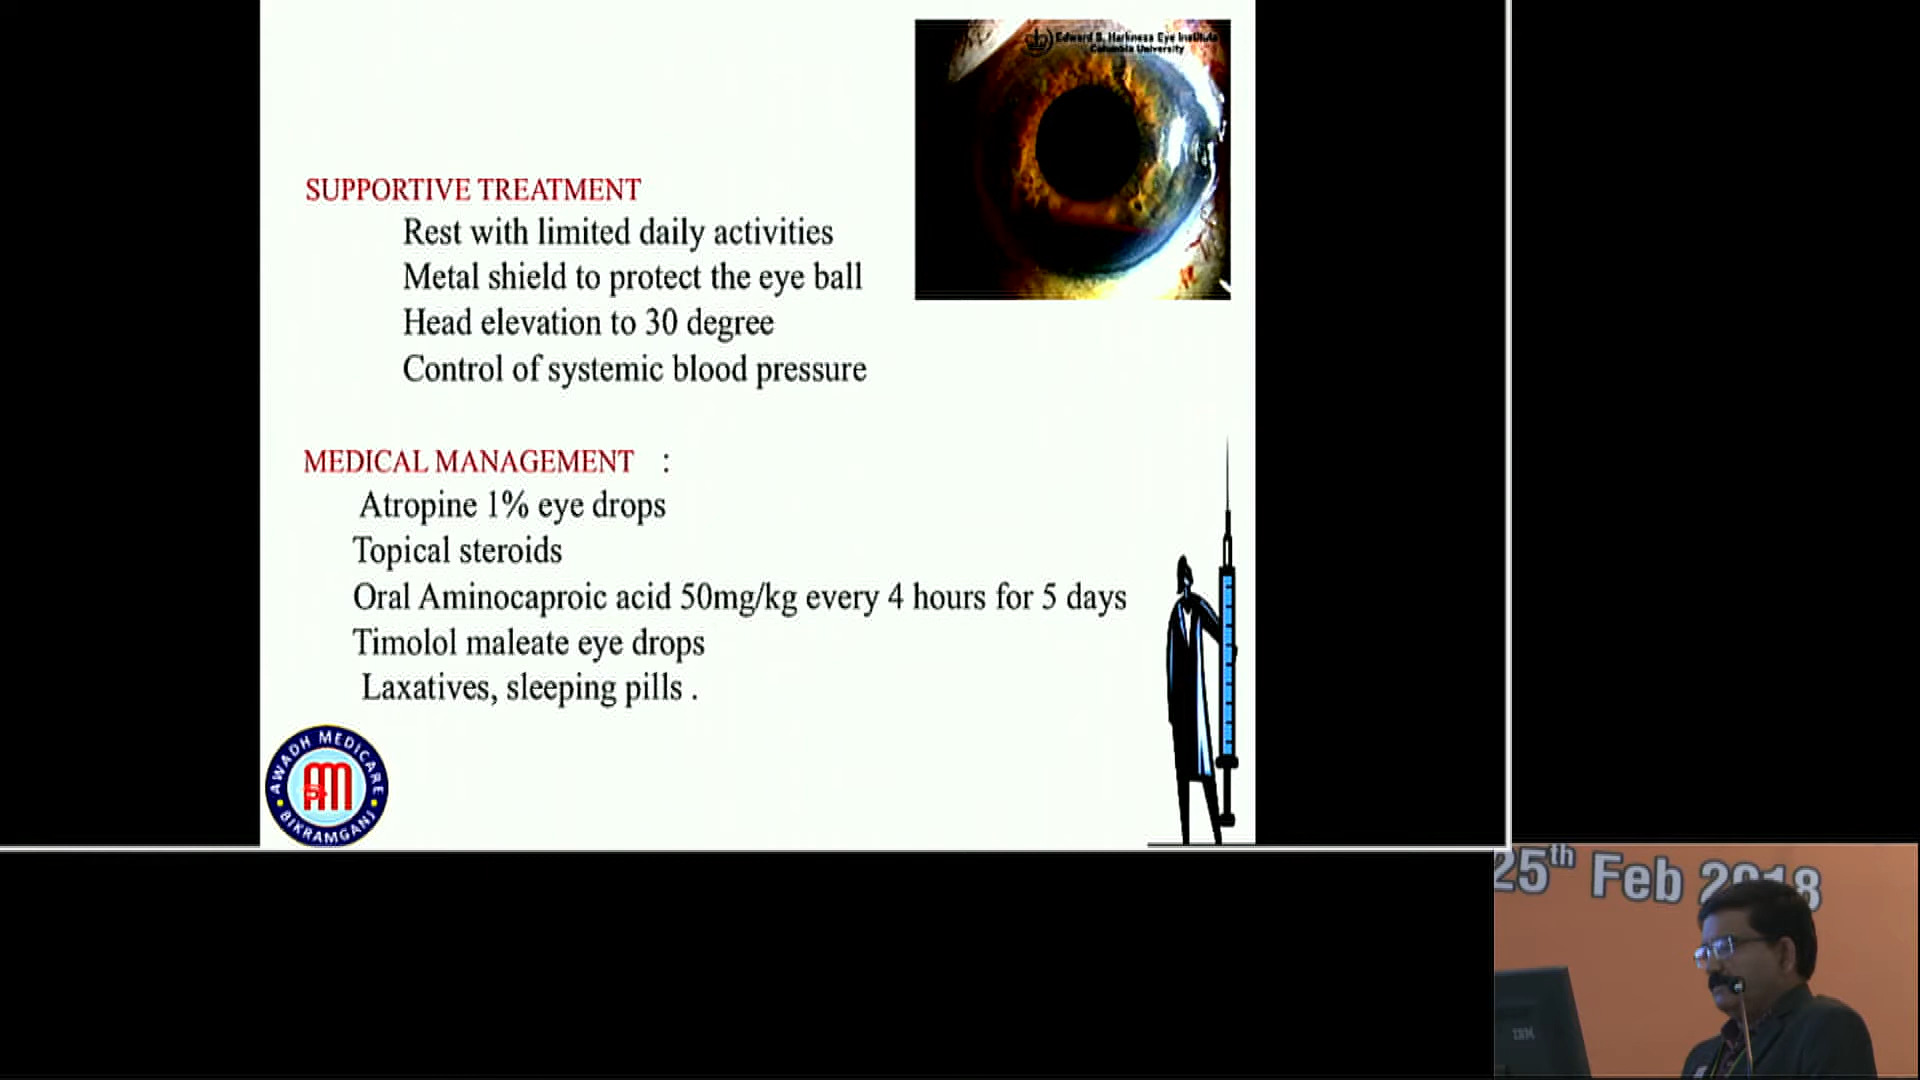 Edward S. Harkness Eye Institute
Columbia University
SUPPORTIVE TREATMENT
Rest with limited daily activities
Metal shield to protect the eye ball
Head elevation to 30 degree
Control of systemic blood pressure
MEDICAL MANAGEMENT :
Atropine 1% eye drops
Topical steroids
Oral Aminocaproic acid 50mg/kg every 4 hours for 5 days
Timolol maleate eye drops
Laxatives, sleeping pills .
AWADH MEDICARE
BIKRAMGANJ
25th Feb 2018
IBM